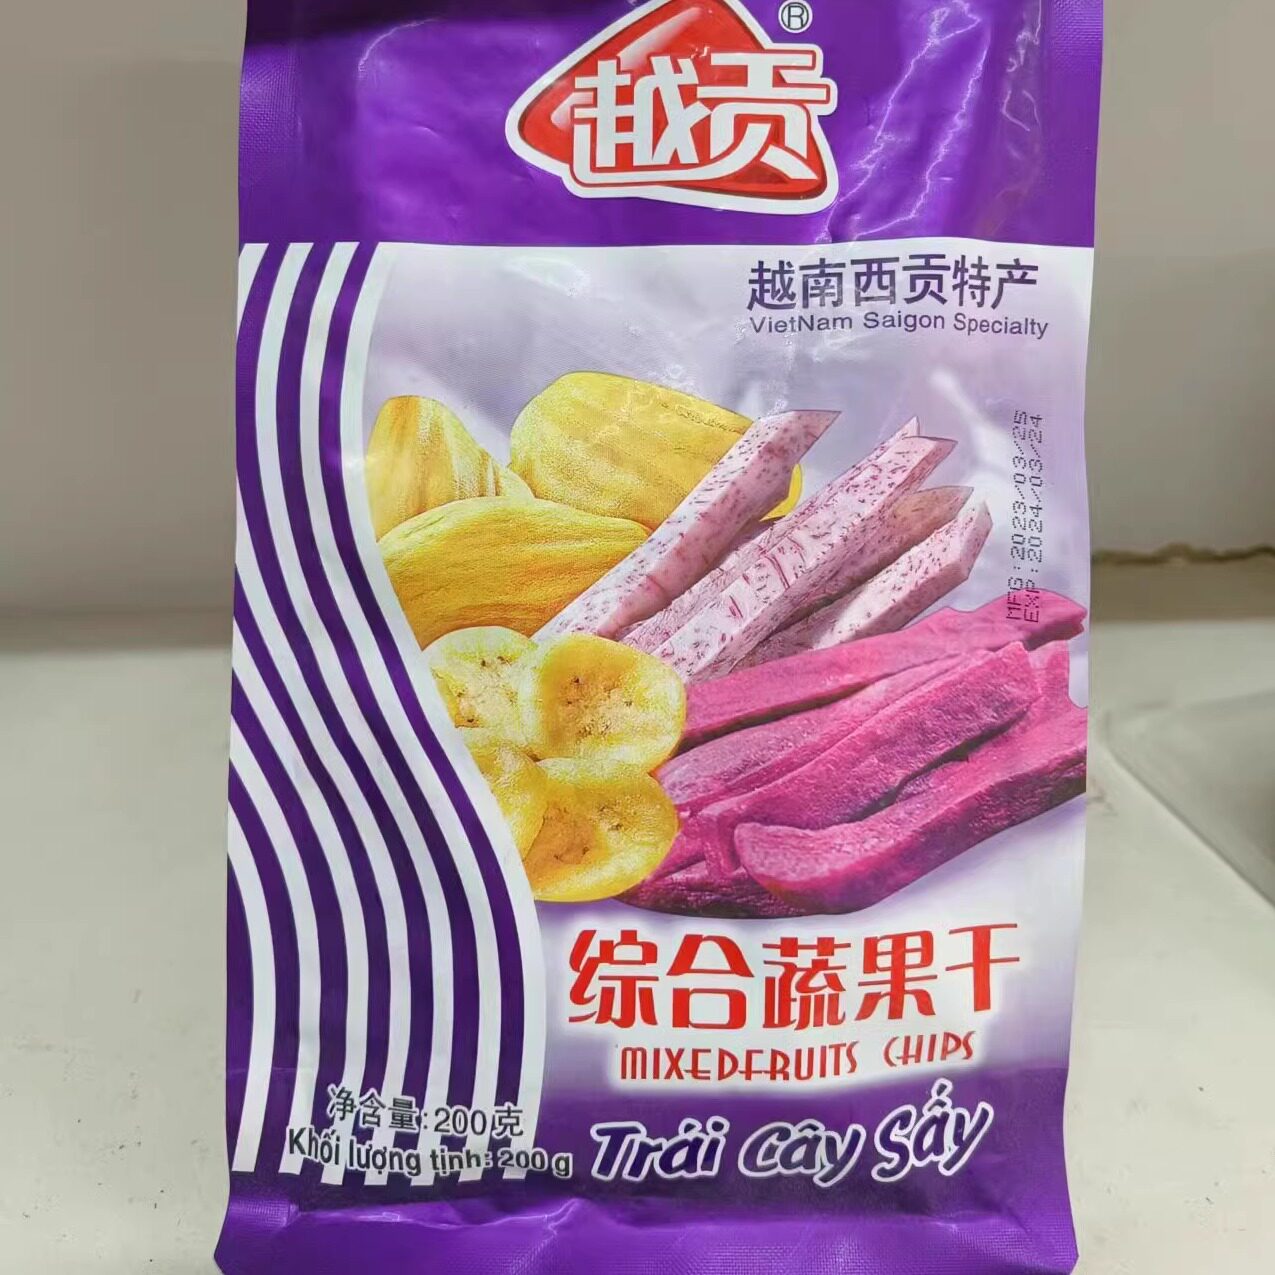 越贡®
越南西贡特产
VietNam Saigon Specialty
MFG:2023/03/25
EXP:2024/03/24
综合蔬果干
MIXEDFRUITS CHIPS
净含量:200克
Khối lượng tịnh: 200g
Trái Cây Sấy